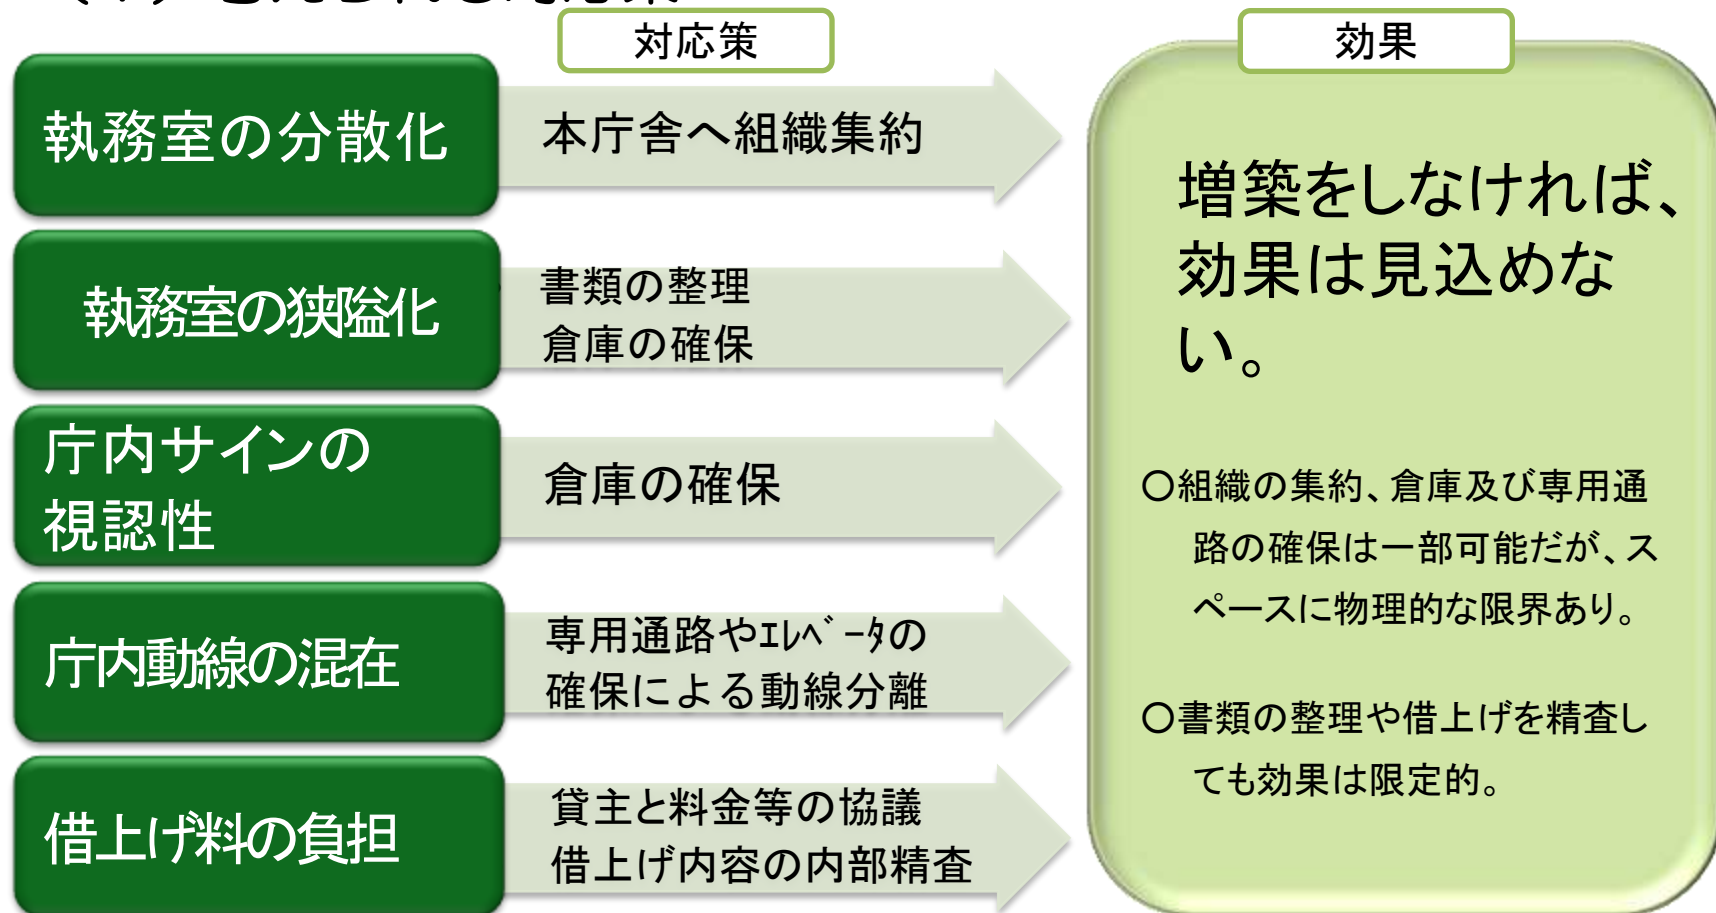 対応策
効果
執務室の分散化
本庁舎へ組織集約
執務室の狭隘化
書類の整理
倉庫の確保
庁内サインの
視認性
倉庫の確保
庁内動線の混在
専用通路やｴﾚﾍﾞｰﾀの
確保による動線分離
借上げ料の負担
貸主と料金等の協議
借上げ内容の内部精査
増築をしなければ、
効果は見込めな
い。
○組織の集約、倉庫及び専用通
路の確保は一部可能だが、ス
ペースに物理的な限界あり。
○書類の整理や借上げを精査し
ても効果は限定的。